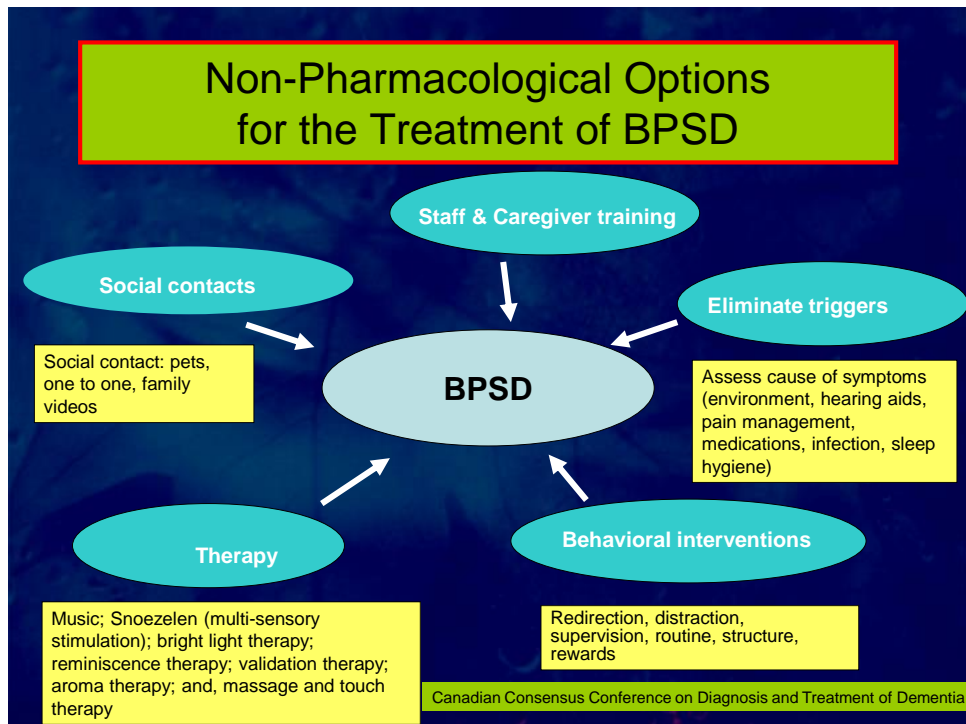 Non-Pharmacological Options
for the Treatment of BPSD
Staff & Caregiver training
Social contacts
Eliminate triggers
Social contact: pets,
one to one, family
videos
BPSD
Assess cause of symptoms
(environment, hearing aids,
pain management,
medications, infection, sleep
hygiene)
Therapy
Behavioral interventions
Music; Snoezelen (multi-sensory
stimulation); bright light therapy;
reminiscence therapy; validation therapy;
aroma therapy; and, massage and touch
therapy
Redirection, distraction,
supervision, routine, structure,
rewards
Canadian Consensus Conference on Diagnosis and Treatment of Dementia